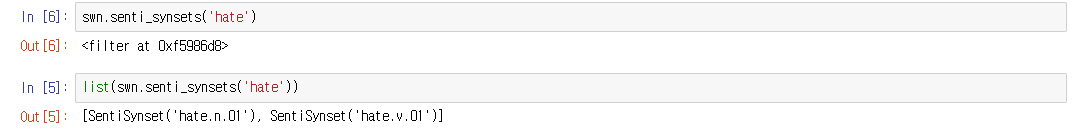 In [6]: swn.senti_synsets('hate')
Out[6]: <filter at 0xf5986d8>
In [5]: list(swn.senti_synsets('hate'))
Out[5]: [SentiSynset('hate.n.01'), SentiSynset('hate.v.01')]